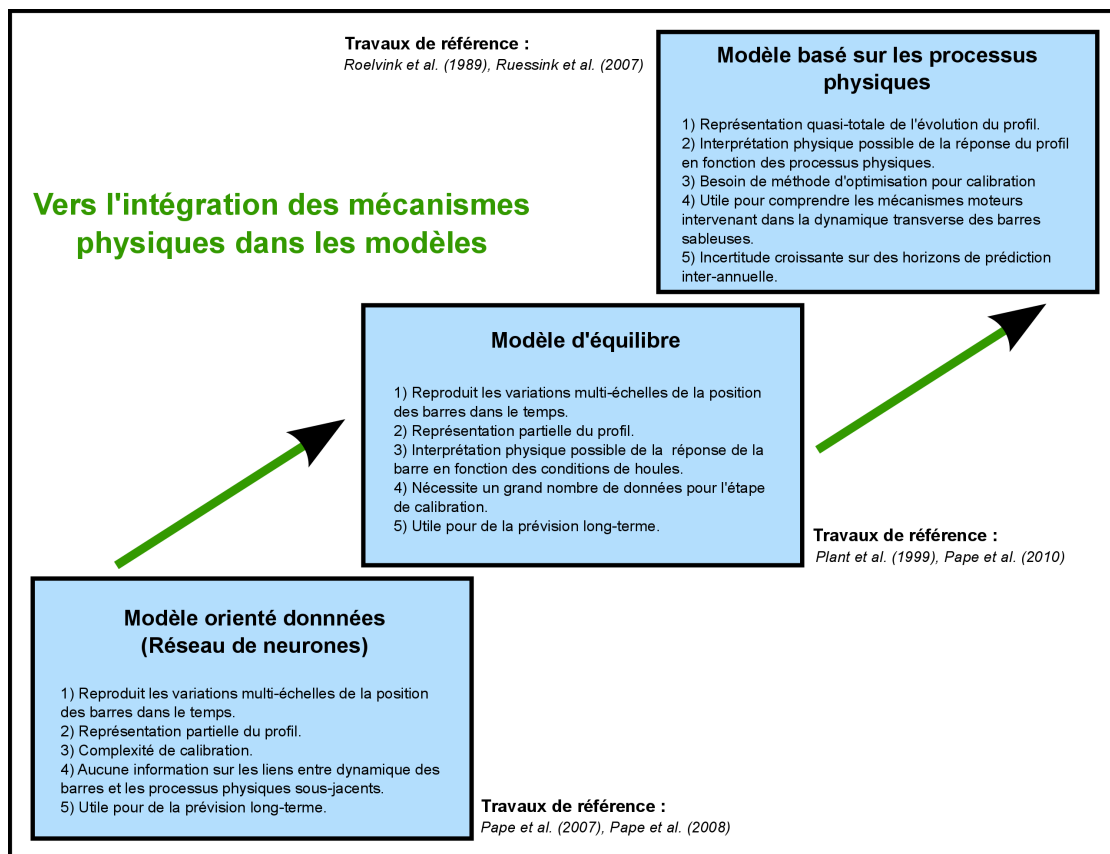 Travaux de référence :
Roelvink et al. (1989), Ruessink et al. (2007)
Modèle basé sur les processus
physiques
1) Représentation quasi-totale de l'évolution du profil.
2) Interprétation physique possible de la réponse du profil
en fonction des processus physiques.
3) Besoin de méthode d'optimisation pour calibration
4) Utile pour comprendre les mécanismes moteurs
intervenant dans la dynamique transverse des barres
sableuses.
5) Incertitude croissante sur des horizons de prédiction
inter-annuelle.
Vers l'intégration des mécanismes
physiques dans les modèles
Modèle d'équilibre
1) Reproduit les variations multi-échelles de la position
des barres dans le temps.
2) Représentation partielle du profil.
3) Interprétation physique possible de la  réponse de la
barre en fonction des conditions de houles.
4) Nécessite un grand nombre de données pour l'étape
de calibration.
5) Utile pour de la prévision long-terme.
Travaux de référence :
Plant et al. (1999), Pape et al. (2010)
Modèle orienté donnnées
(Réseau de neurones)
1) Reproduit les variations multi-échelles de la position
des barres dans le temps.
2) Représentation partielle du profil.
3) Complexité de calibration.
4) Aucune information sur les liens entre dynamique des
barres et les processus physiques sous-jacents.
5) Utile pour de la prévision long-terme.
Travaux de référence :
Pape et al. (2007), Pape et al. (2008)